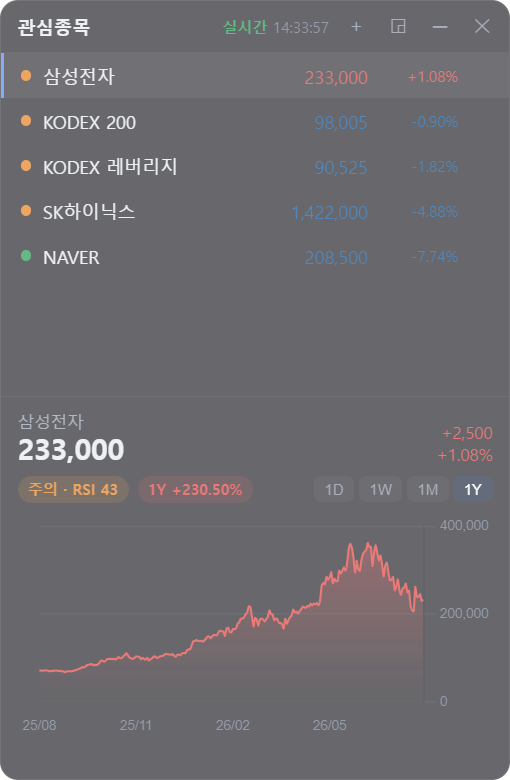 관심종목 실시간 14:33:57
삼성전자 233,000 +1.08%
KODEX 200 98,005 -0.90%
KODEX 레버리지 90,525 -1.82%
SK하이닉스 1,422,000 -4.88%
NAVER 208,500 -7.74%
삼성전자
233,000
+2,500
+1.08%
주의 · RSI 43 1Y +230.50% 1D 1W 1M 1Y
400,000
200,000
0
25/08 25/11 26/02 26/05